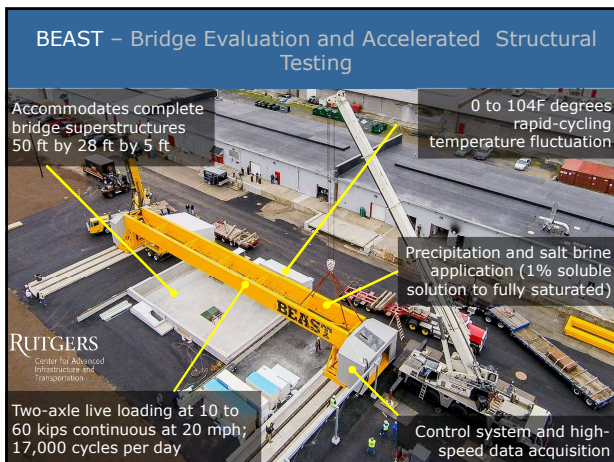 BEAST – Bridge Evaluation and Accelerated Structural
Testing
Accommodates complete
bridge superstructures
50 ft by 28 ft by 5 ft
0 to 104F degrees
rapid-cycling
temperature fluctuation
Precipitation and salt brine
application (1% soluble
solution to fully saturated)
BEAST
RUTGERS
Center for Advanced
Infrastructure and
Transportation
Two-axle live loading at 10 to
60 kips continuous at 20 mph;
17,000 cycles per day
Control system and high-
speed data acquisition